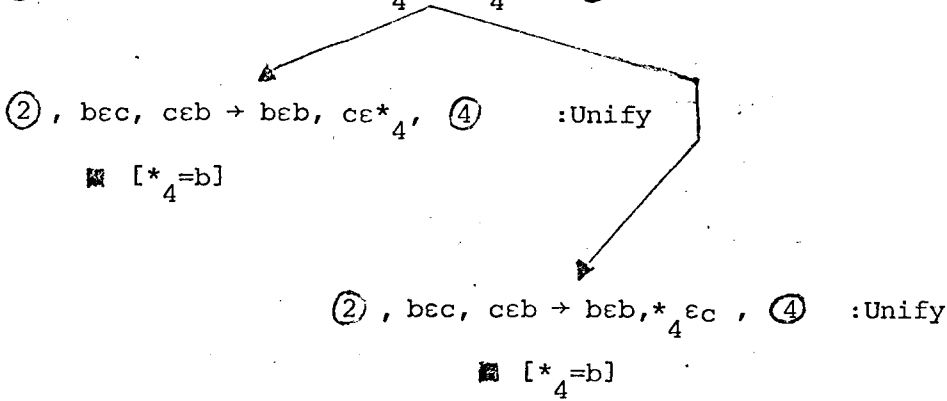 4 4
②, bεc, cεb → bεb, cε*₄, ④ :Unify
[*₄=b]
②, bεc, cεb → bεb,*₄εc , ④ :Unify
[*₄=b]